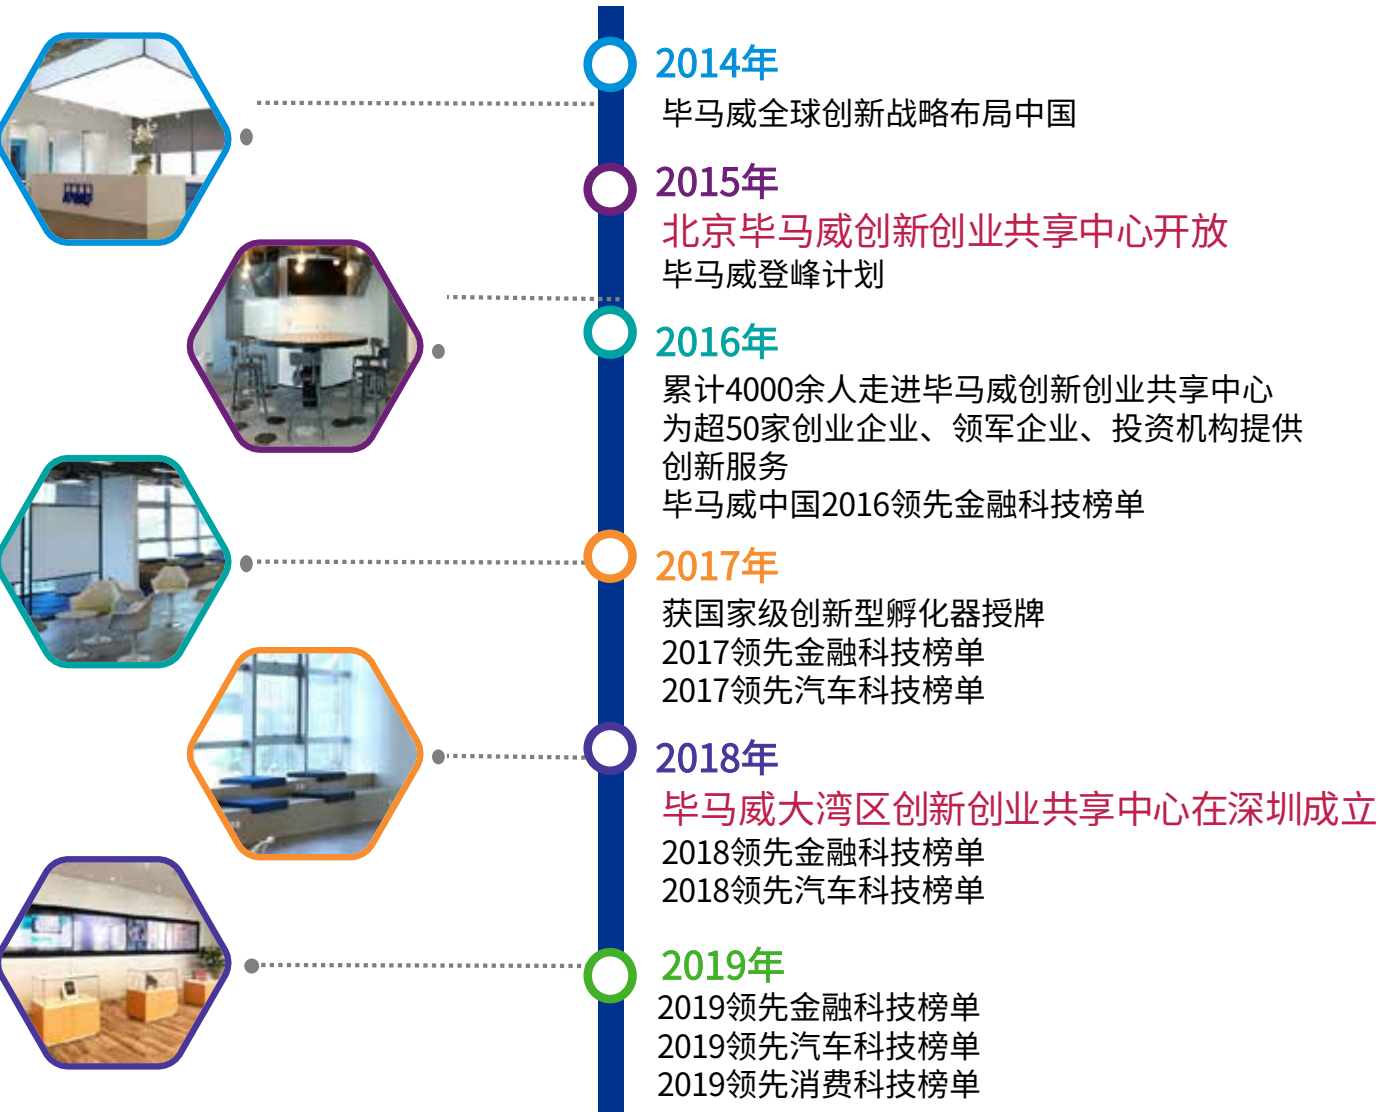 2014年
毕马威全球创新战略布局中国
2015年
北京毕马威创新创业共享中心开放
毕马威登峰计划
2016年
累计4000余人走进毕马威创新创业共享中心
为超50家创业企业、领军企业、投资机构提供
创新服务
毕马威中国2016领先金融科技榜单
2017年
获国家级创新型孵化器授牌
2017领先金融科技榜单
2017领先汽车科技榜单
2018年
毕马威大湾区创新创业共享中心在深圳成立
2018领先金融科技榜单
2018领先汽车科技榜单
2019年
2019领先金融科技榜单
2019领先汽车科技榜单
2019领先消费科技榜单
KPMG